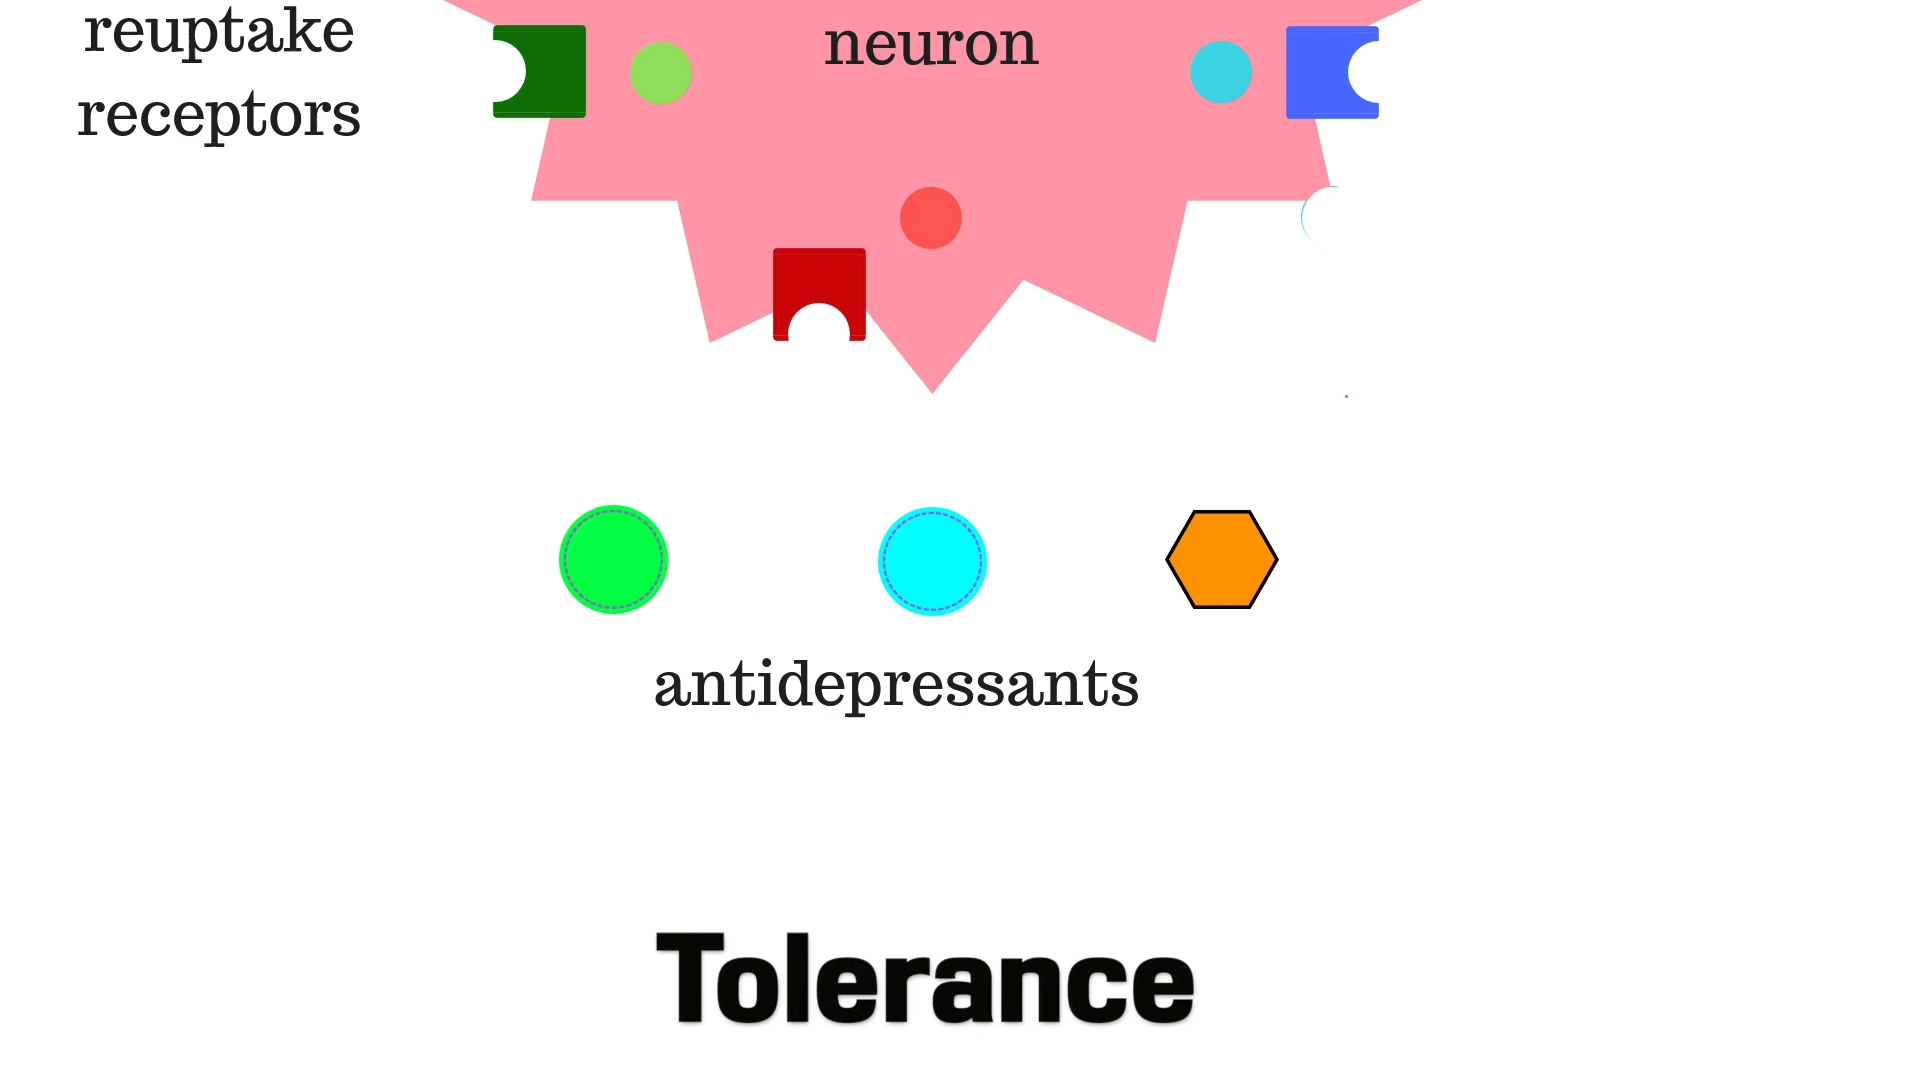 reuptake
receptors
neuron
antidepressants
Tolerance